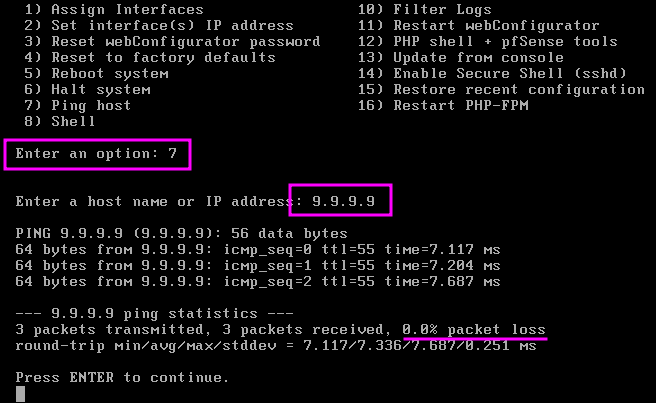 1) Assign Interfaces                    10) Filter Logs
2) Set interface(s) IP address          11) Restart webConfigurator
3) Reset webConfigurator password       12) PHP shell + pfSense tools
4) Reset to factory defaults            13) Update from console
5) Reboot system                        14) Enable Secure Shell (sshd)
6) Halt system                          15) Restore recent configuration
7) Ping host                            16) Restart PHP-FPM
8) Shell
Enter an option: 7
Enter a host name or IP address: 9.9.9.9
PING 9.9.9.9 (9.9.9.9): 56 data bytes
64 bytes from 9.9.9.9: icmp_seq=0 ttl=55 time=7.117 ms
64 bytes from 9.9.9.9: icmp_seq=1 ttl=55 time=7.204 ms
64 bytes from 9.9.9.9: icmp_seq=2 ttl=55 time=7.687 ms
--- 9.9.9.9 ping statistics ---
3 packets transmitted, 3 packets received, 0.0% packet loss
round-trip min/avg/max/stddev = 7.117/7.336/7.687/0.251 ms
Press ENTER to continue.